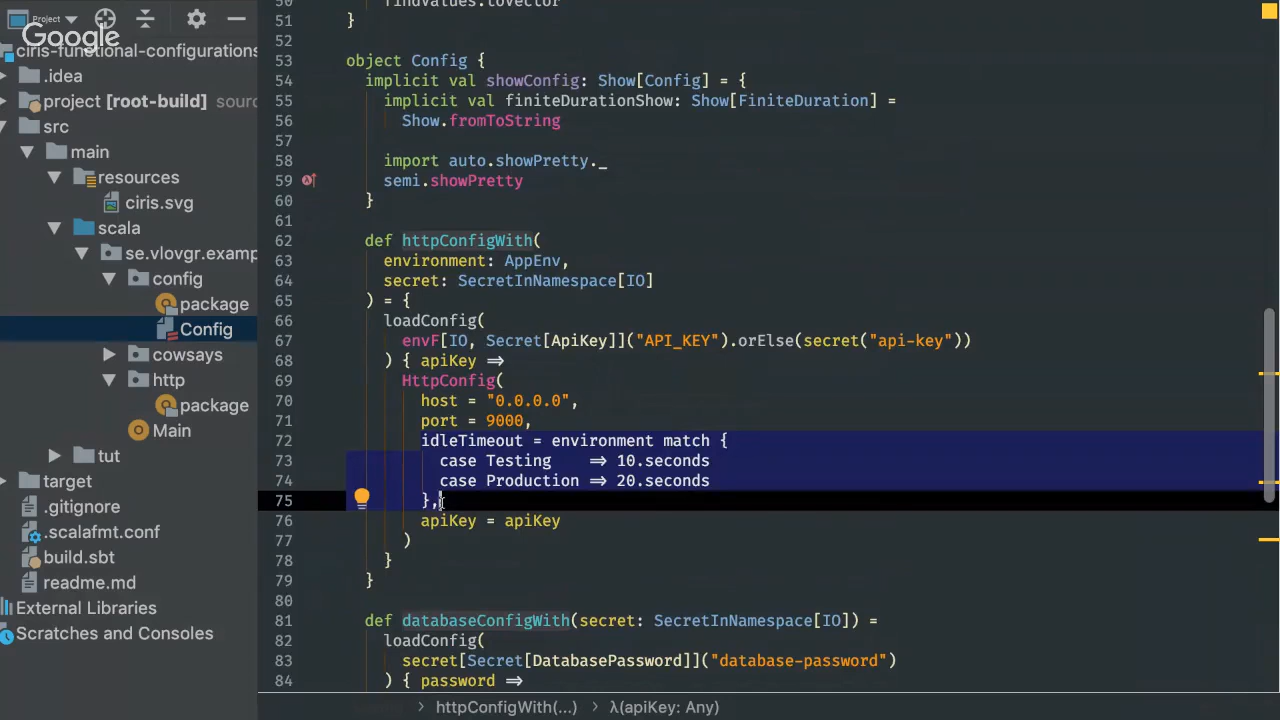 Project
Google
ciris-functional-configurations
.idea
project [root-build] sourc
src
main
resources
ciris.svg
scala
se.vlovgr.examp
config
package
Config
cowsays
http
package
Main
tut
target
.gitignore
.scalafmt.conf
build.sbt
readme.md
External Libraries
Scratches and Consoles
50 findValues.toVector
51 }
52
53 object Config {
54 implicit val showConfig: Show[Config] = {
55 implicit val finiteDurationShow: Show[FiniteDuration] =
56 Show.fromToString
57
58 import auto.showPretty._
59 semi.showPretty
60 }
61
62 def httpConfigWith(
63 environment: AppEnv,
64 secret: SecretInNamespace[IO]
65 ) = {
66 loadConfig(
67 envF[IO, Secret[ApiKey]]("API_KEY").orElse(secret("api-key"))
68 ) { apiKey ⇒
69 HttpConfig(
70 host = "0.0.0.0",
71 port = 9000,
72 idleTimeout = environment match {
73 case Testing ⇒ 10.seconds
74 case Production ⇒ 20.seconds
75 },
76 apiKey = apiKey
77 )
78 }
79 }
80
81 def databaseConfigWith(secret: SecretInNamespace[IO]) =
82 loadConfig(
83 secret[Secret[DatabasePassword]]("database-password")
84 ) { password ⇒
httpConfigWith(...) λ(apiKey: Any)